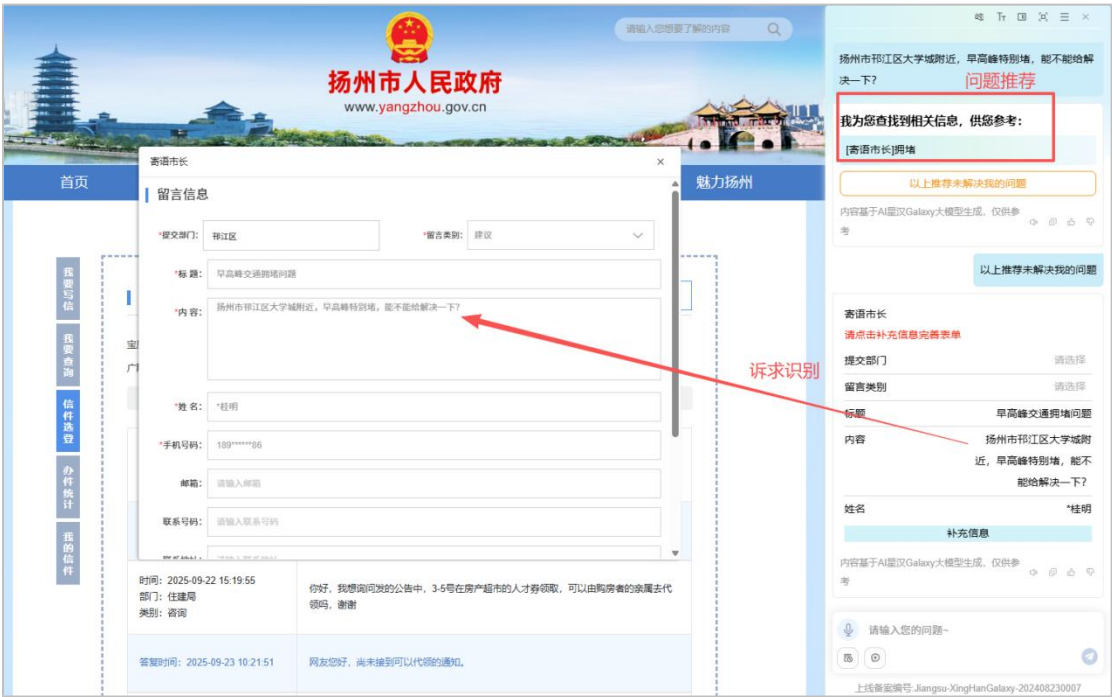 请输入您想要了解的内容
扬州市人民政府
www.yangzhou.gov.cn
首页
魅力扬州
我要写信
我要查询
信件选登
办件统计
我的信件
寄语市长
留言信息
*提交部门： 邗江区
*留言类别： 建议
*标 题： 早高峰交通拥堵问题
*内 容： 扬州市邗江区大学城附近，早高峰特别堵，能不能给解决一下?
*姓 名： *桂明
*手机号码： 189******86
邮箱： 请输入邮箱
联系号码： 请输入联系号码
时间：2025-09-22 15:19:55
部门：住建局
类别：咨询
你好，我想询问发的公告中，3-5号在房产超市的人才券领取，可以由购房者的亲属去代
领吗，谢谢
答复时间：2025-09-23 10:21:51
网友您好，尚未接到可以代领的通知。
扬州市邗江区大学城附近，早高峰特别堵，能不能给解
决一下?
问题推荐
我为您查找到相关信息，供您参考：
[寄语市长]拥堵
以上推荐未解决我的问题
内容基于AI星汉Galaxy大模型生成，仅供参
考
以上推荐未解决我的问题
寄语市长
请点击补充信息完善表单
提交部门 请选择
留言类别 请选择
诉求识别
标题 早高峰交通拥堵问题
内容 扬州市邗江区大学城附
近，早高峰特别堵，能不
能给解决一下?
姓名 *桂明
补充信息
内容基于AI星汉Galaxy大模型生成，仅供参
考
请输入您的问题~
上线备案编号:Jiangsu-XingHanGalaxy-202408230007